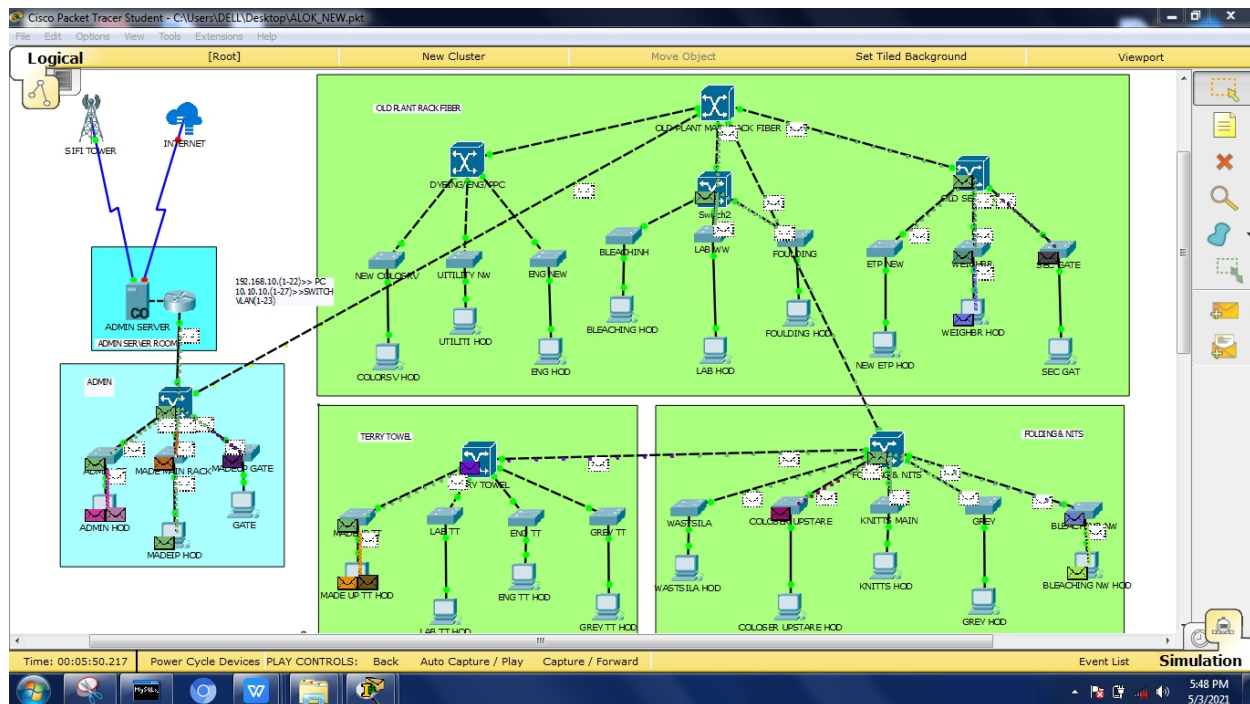 Cisco Packet Tracer Student - C:\Users\DELL\Desktop\ALOK_NEW.pkt
File Edit Options View Tools Extensions Help
Logical [Root] New Cluster Move Object Set Tiled Background Viewport
SIFI TOWER
INTERNET
ADMIN SERVER
ADMIN SERVER ROOM
192.168.10.(1-22)>> PC
10.10.10.(1-27)>>SWITCH
VLAN(1-23)
ADMIN
MADE MAIN RACK
MADEUP GATE
ADMIN HOD
GATE
OLD PLANT RACK FIBER
DYEING/ENG/PPC
Switch2
NEW COLOSRV
UITTILITY NW
ENG NEW
BLEACHINH
LAB WW
FOULDING
ETP NEW
SEC GATE
COLORSV HOD
UTILITI HOD
ENG HOD
BLEACHING HOD
LAB HOD
FOULDING HOD
NEW ETP HOD
WEIGHBR HOD
SEC GAT
TERRY TOWEL
LAB TT
ENG TT
GREY TT
MADE UP TT HOD
LAB TT HOD
ENG TT HOD
GREY TT HOD
FOLDING & NITS
WASTSILA
COLOSER UPSTARE
KNITTS MAIN
GREY
WASTSILA HOD
COLOSER UPSTARE HOD
KNITTS HOD
GREY HOD
BLEACHING NW HOD
Time: 00:05:50.217 Power Cycle Devices PLAY CONTROLS: Back Auto Capture / Play Capture / Forward Event List Simulation
5:48 PM
5/3/2021